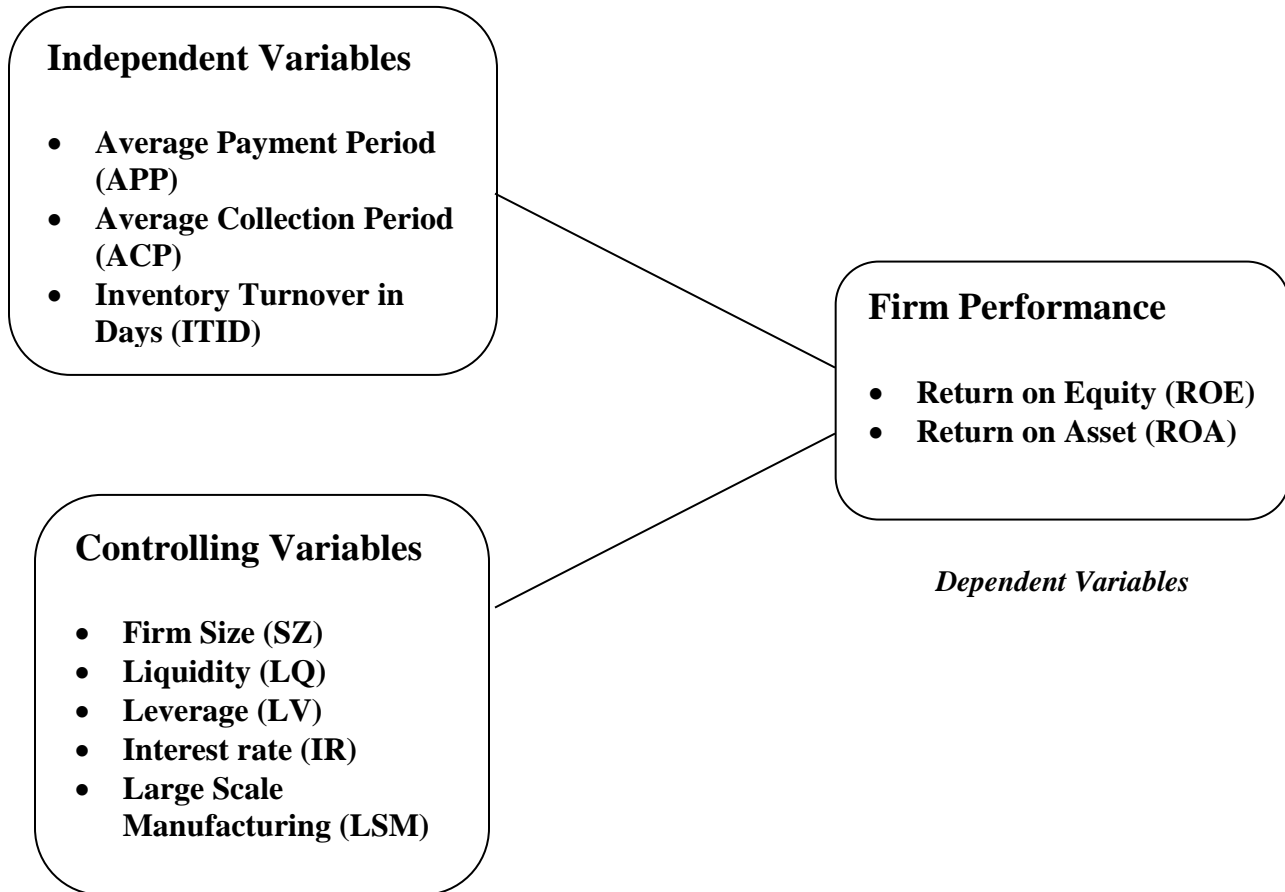 Independent Variables
• Average Payment Period
(APP)
• Average Collection Period
(ACP)
• Inventory Turnover in
Days (ITID)
Firm Performance
• Return on Equity (ROE)
• Return on Asset (ROA)
Dependent Variables
Controlling Variables
• Firm Size (SZ)
• Liquidity (LQ)
• Leverage (LV)
• Interest rate (IR)
• Large Scale
Manufacturing (LSM)